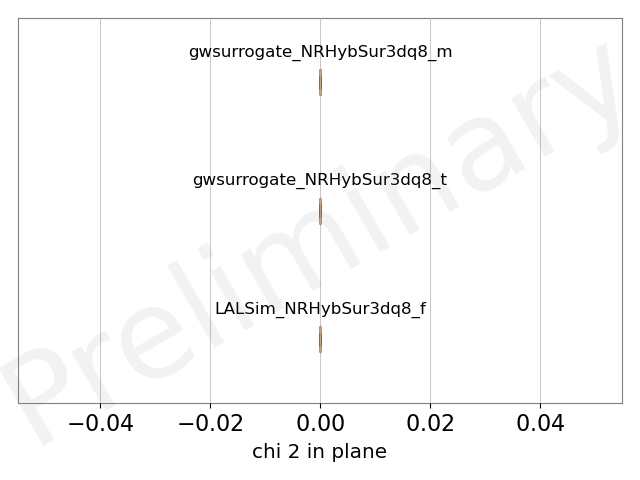 gwsurrogate_NRHybSur3dq8_m
gwsurrogate_NRHybSur3dq8_t
LALSim_NRHybSur3dq8_f
Preliminary
−0.04 −0.02 0.00 0.02 0.04
chi 2 in plane